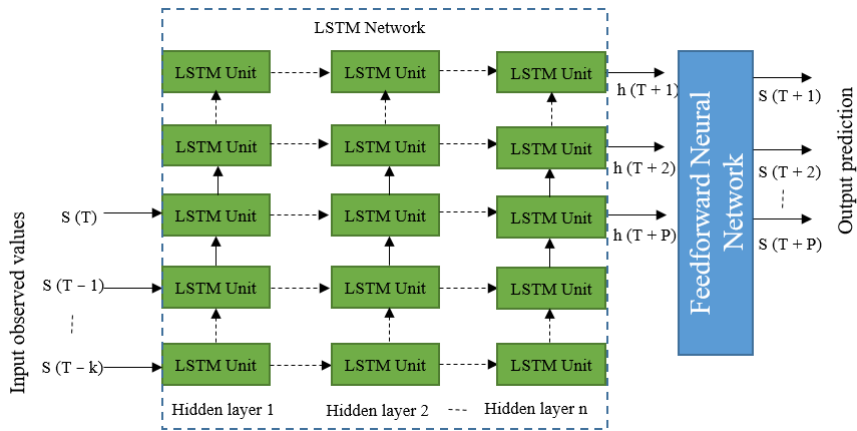 LSTM Network
LSTM Unit LSTM Unit LSTM Unit
h (T + 1)
S (T + 1)
LSTM Unit LSTM Unit LSTM Unit
h (T + 2)
S (T + 2)
S (T)
LSTM Unit LSTM Unit LSTM Unit
h (T + P)
S (T + P)
S (T − 1)
LSTM Unit LSTM Unit LSTM Unit
S (T − k)
LSTM Unit LSTM Unit LSTM Unit
Hidden layer 1 Hidden layer 2 --- Hidden layer n
Input observed values
Feedforward Neural
Network
Output prediction